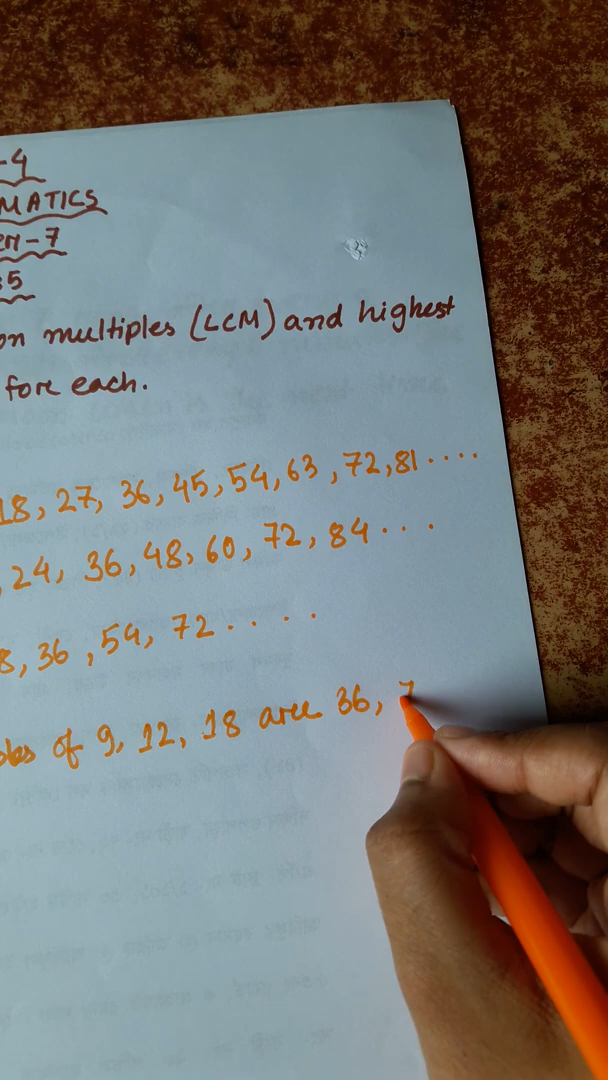 -4
MATICS
-7
5
on multiples (LCM) and highest
fore each.
18, 27, 36, 45, 54, 63, 72, 81....
, 24, 36, 48, 60, 72, 84...
8, 36, 54, 72.....
of 9, 12, 18 are 36,